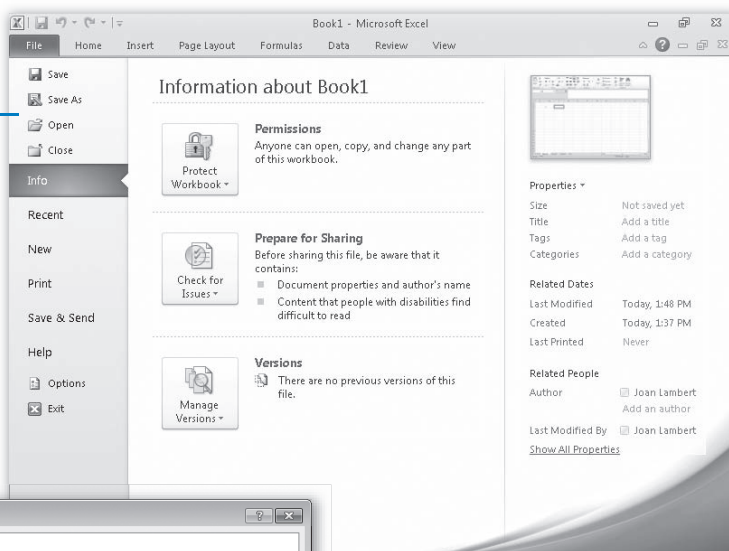 Book1 - Microsoft Excel
File Home Insert Page Layout Formulas Data Review View
Save
Save As
Open
Close
Info
Recent
New
Print
Save & Send
Help
Options
Exit
Information about Book1
Protect
Workbook
Permissions
Anyone can open, copy, and change any part
of this workbook.
Check for
Issues
Prepare for Sharing
Before sharing this file, be aware that it
contains:
Document properties and author's name
Content that people with disabilities find
difficult to read
Manage
Versions
Versions
There are no previous versions of this
file.
Properties
Size Not saved yet
Title Add a title
Tags Add a tag
Categories Add a category
Related Dates
Last Modified Today, 1:48 PM
Created Today, 1:37 PM
Last Printed Never
Related People
Author Joan Lambert
Add an author
Last Modified By Joan Lambert
Show All Properties